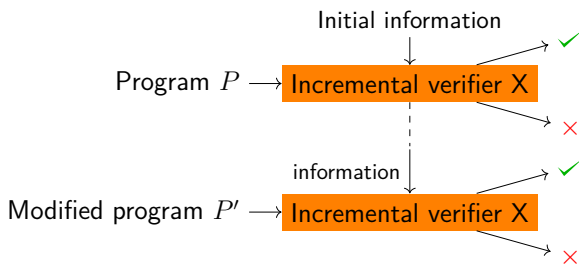 Initial information
Program P
Incremental verifier X
✓
×
information
Modified program P′
Incremental verifier X
✓
×